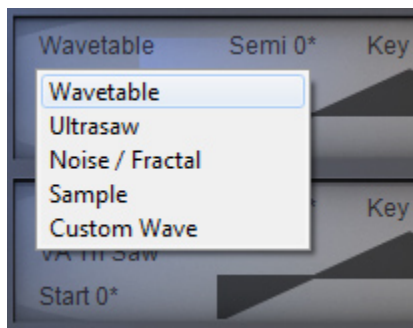 Wavetable Semi 0* Key
Wavetable
Ultrasaw
Noise / Fractal
Sample
Custom Wave
Key
VA Tri Saw
Start 0*